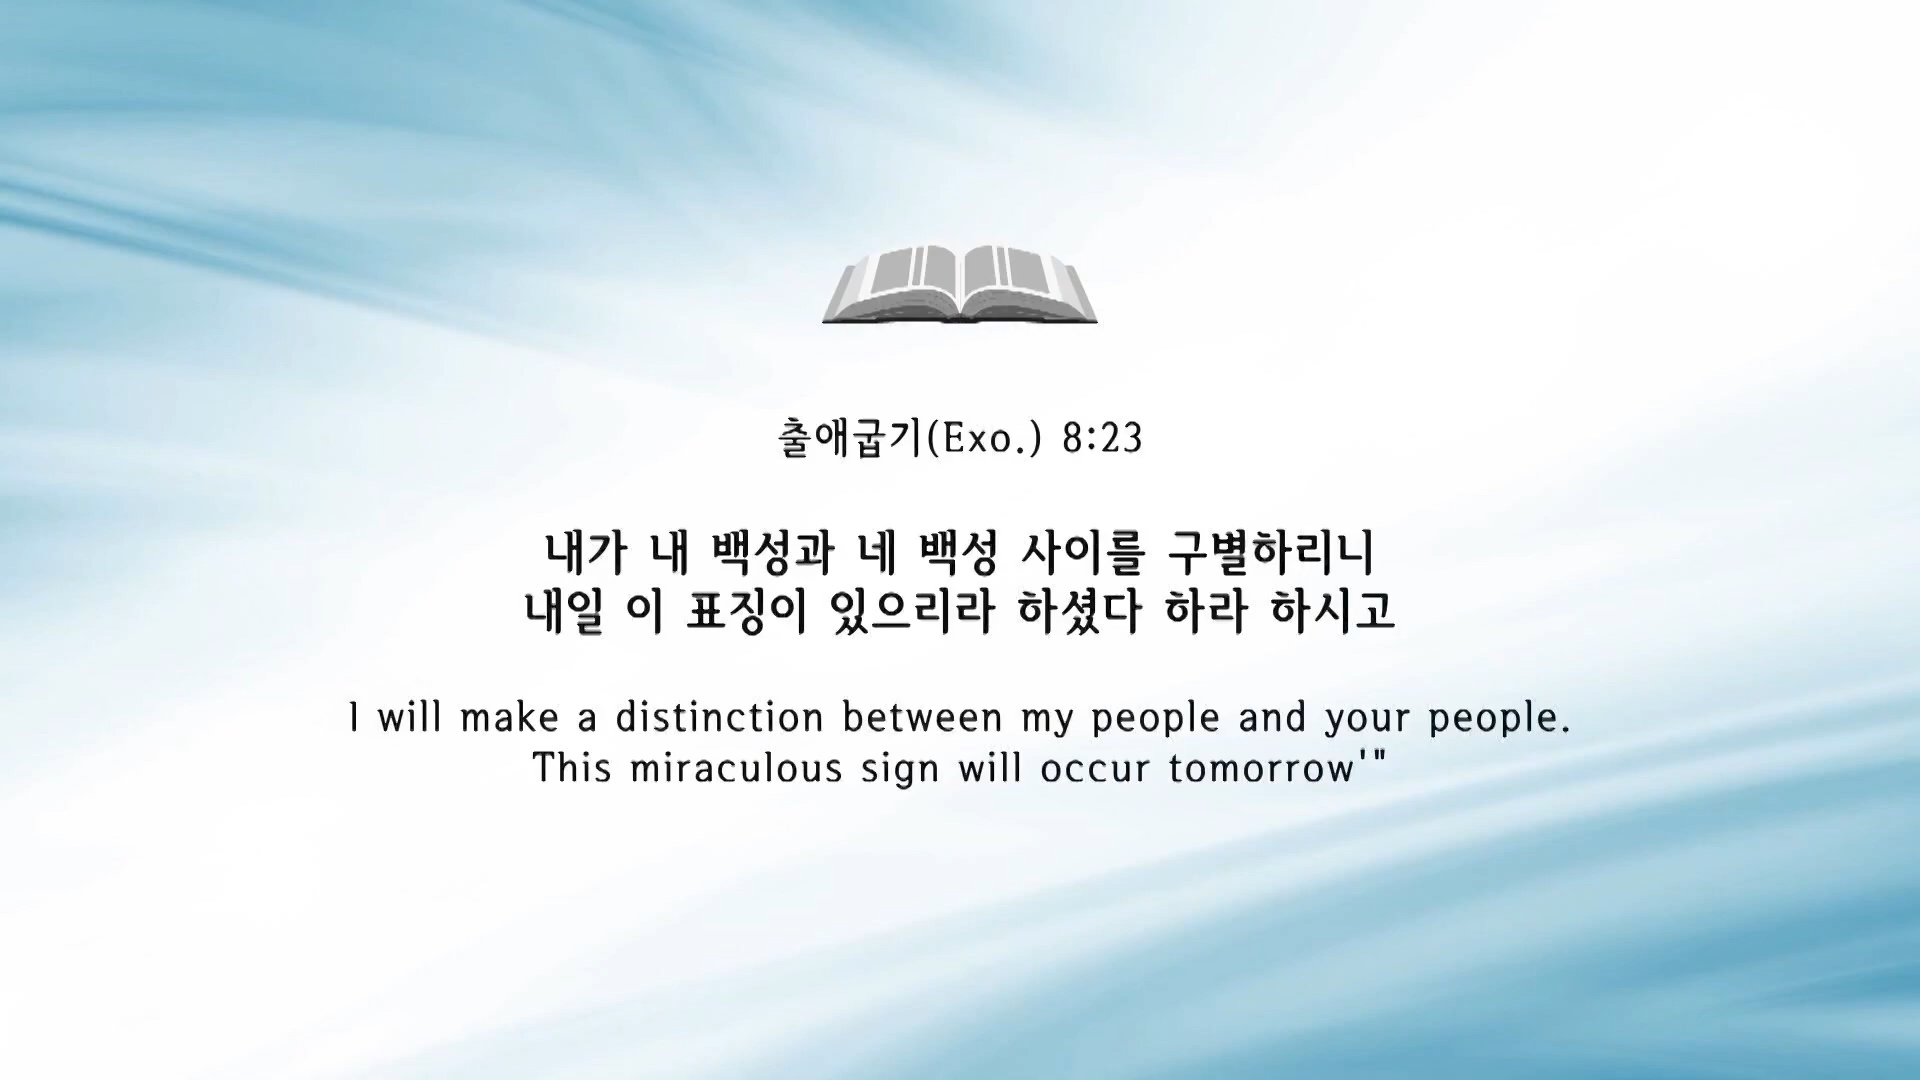 출애굽기(Exo.) 8:23
내가 내 백성과 네 백성 사이를 구별하리니
내일 이 표징이 있으리라 하셨다 하라 하시고
I will make a distinction between my people and your people.
This miraculous sign will occur tomorrow'"